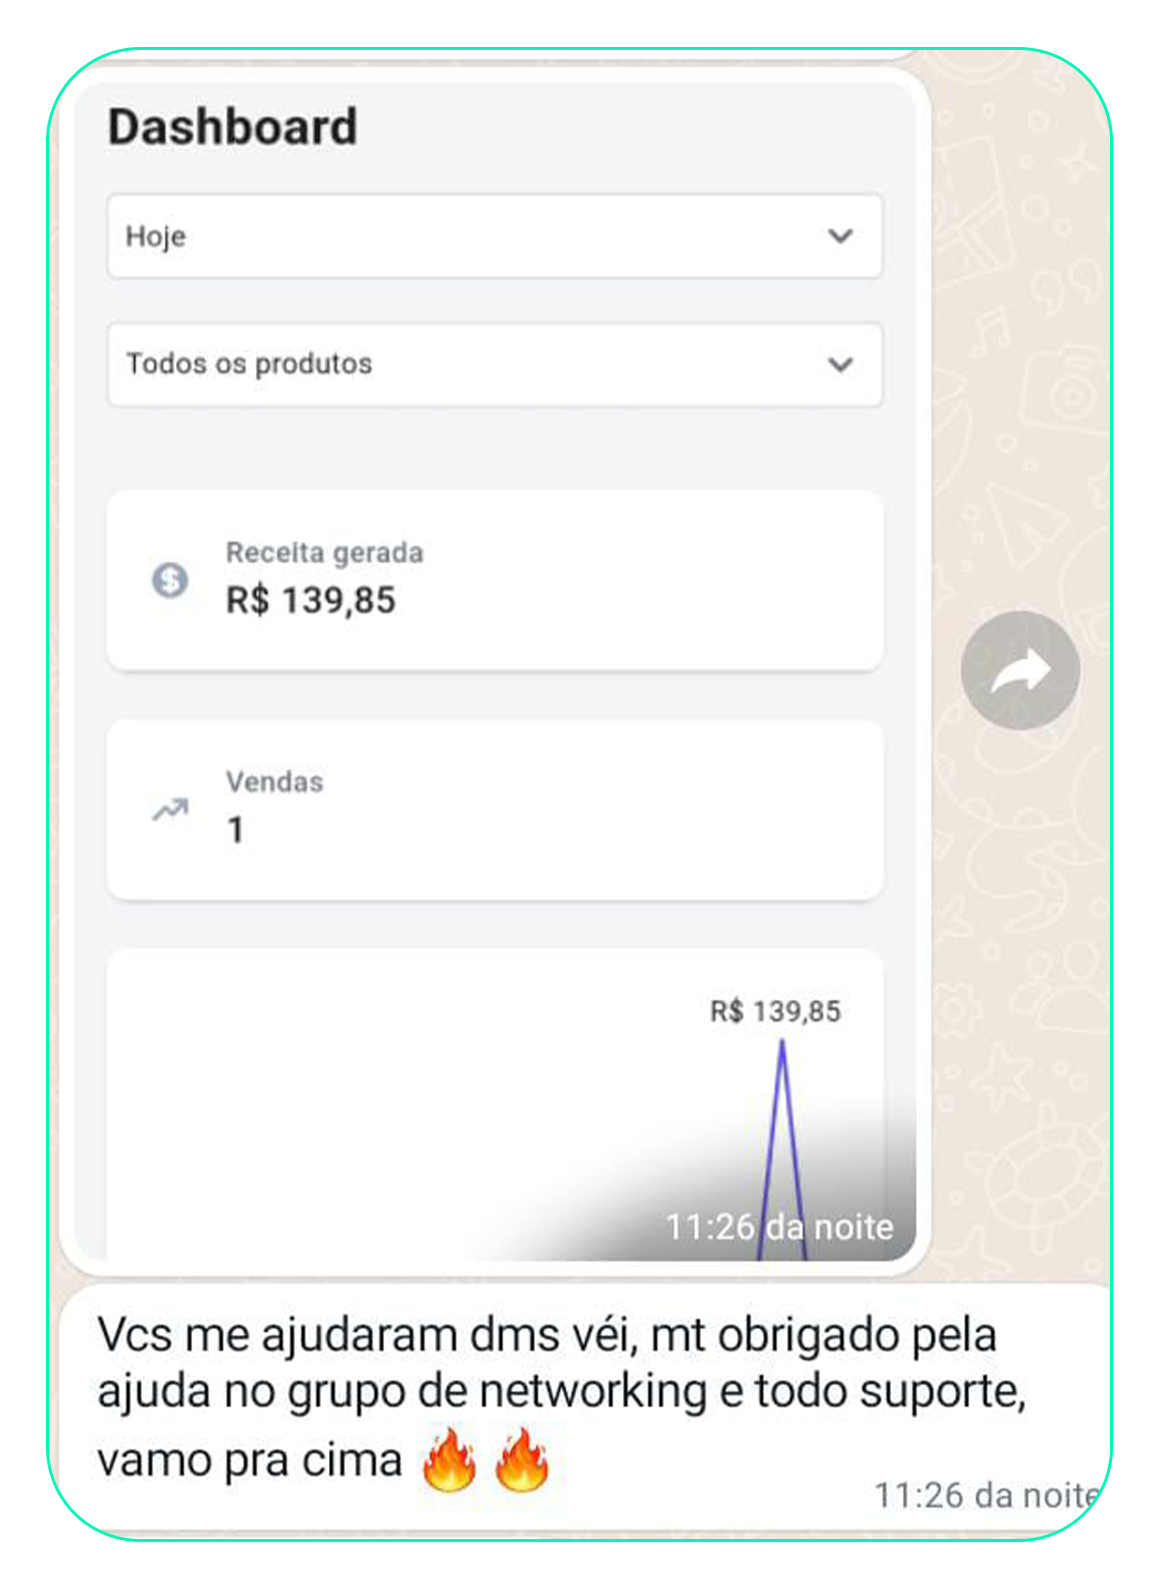 Dashboard
Hoje
Todos os produtos
Receita gerada
R$ 139,85
Vendas
1
R$ 139,85
11:26 da noite
Vcs me ajudaram dms véi, mt obrigado pela
ajuda no grupo de networking e todo suporte,
vamo pra cima 🔥 🔥
11:26 da noite